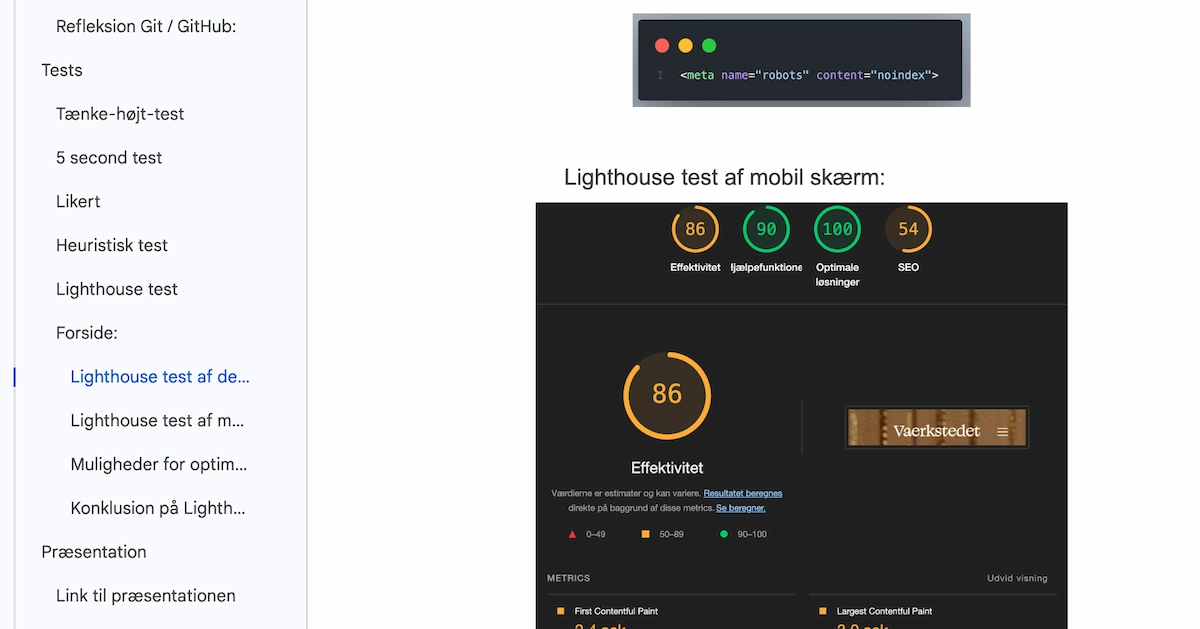 Refleksion Git / GitHub:
Tests
Tænke-højt-test
5 second test
Likert
Heuristisk test
Lighthouse test
Forside:
Lighthouse test af de...
Lighthouse test af m...
Muligheder for optim...
Konklusion på Lighth...
Præsentation
Link til præsentationen
1 <meta name="robots" content="noindex">
Lighthouse test af mobil skærm:
86 90 100 54
Effektivitet ljælpefunktione Optimale SEO
løsninger
86
Effektivitet
Værdierne er estimater og kan variere. Resultatet beregnes
direkte på baggrund af disse metrics. Se beregner.
0–49 50–89 90–100
Vaerkstedet
METRICS Udvid visning
First Contentful Paint Largest Contentful Paint